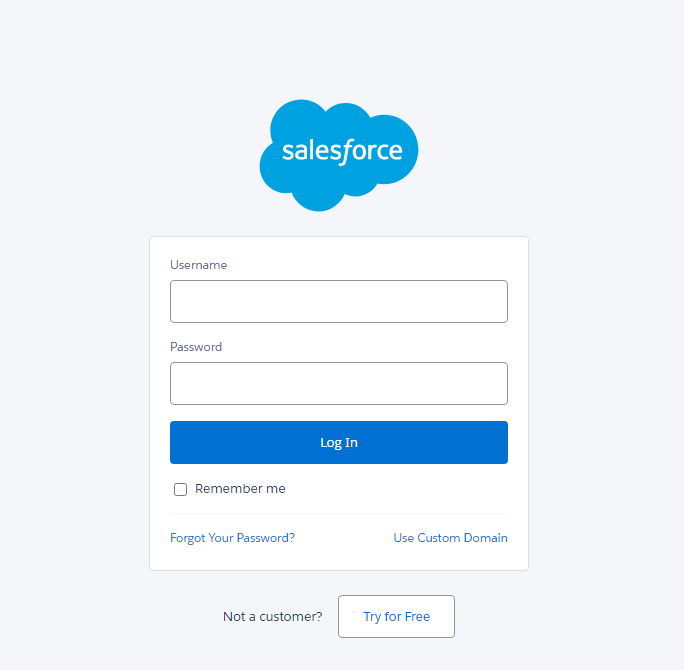 salesforce
Username
Password
Log In
Remember me
Forgot Your Password? Use Custom Domain
Not a customer? Try for Free